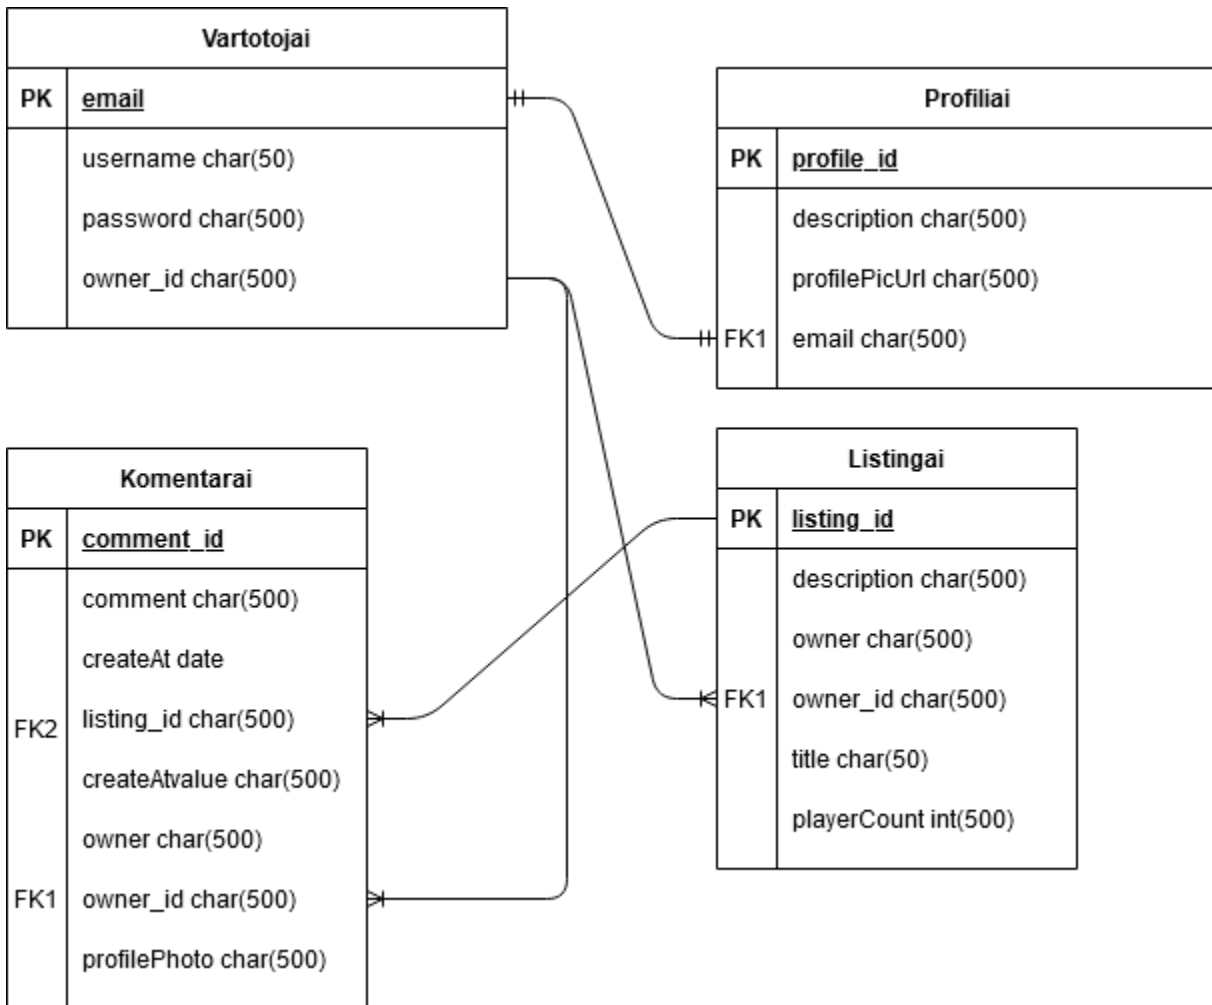 Vartotojai
PK email
username char(50)
password char(500)
owner_id char(500)
Profiliai
PK profile_id
description char(500)
profilePicUrl char(500)
FK1 email char(500)
Komentarai
PK comment_id
comment char(500)
createAt date
FK2 listing_id char(500)
createAtvalue char(500)
owner char(500)
FK1 owner_id char(500)
profilePhoto char(500)
Listingai
PK listing_id
description char(500)
owner char(500)
FK1 owner_id char(500)
title char(50)
playerCount int(500)